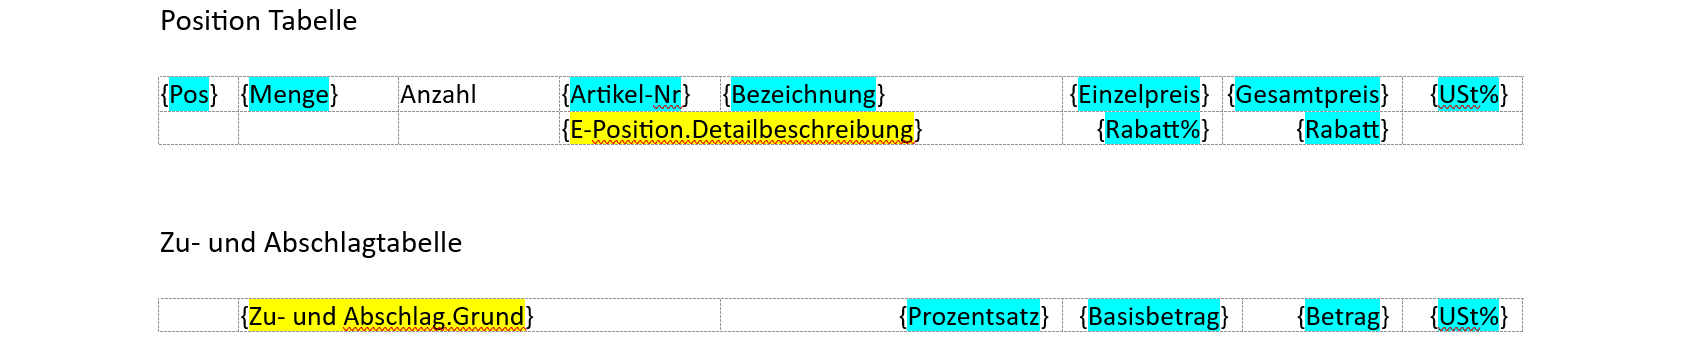 Position Tabelle
{Pos} {Menge} Anzahl {Artikel-Nr} {Bezeichnung} {Einzelpreis} {Gesamtpreis} {USt%}
{E-Position.Detailbeschreibung} {Rabatt%} {Rabatt}
Zu- und Abschlagtabelle
{Zu- und Abschlag.Grund} {Prozentsatz} {Basisbetrag} {Betrag} {USt%}